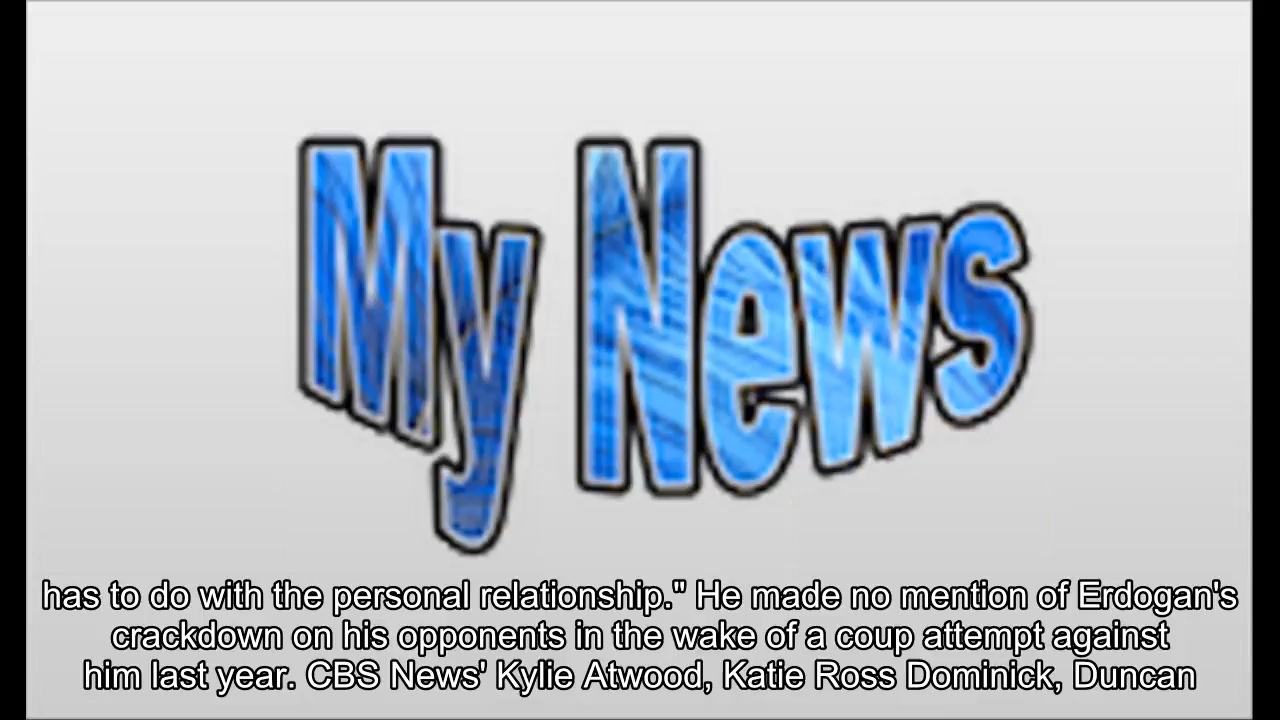 My News
has to do with the personal relationship." He made no mention of Erdogan's
crackdown on his opponents in the wake of a coup attempt against
him last year. CBS News' Kylie Atwood, Katie Ross Dominick, Duncan